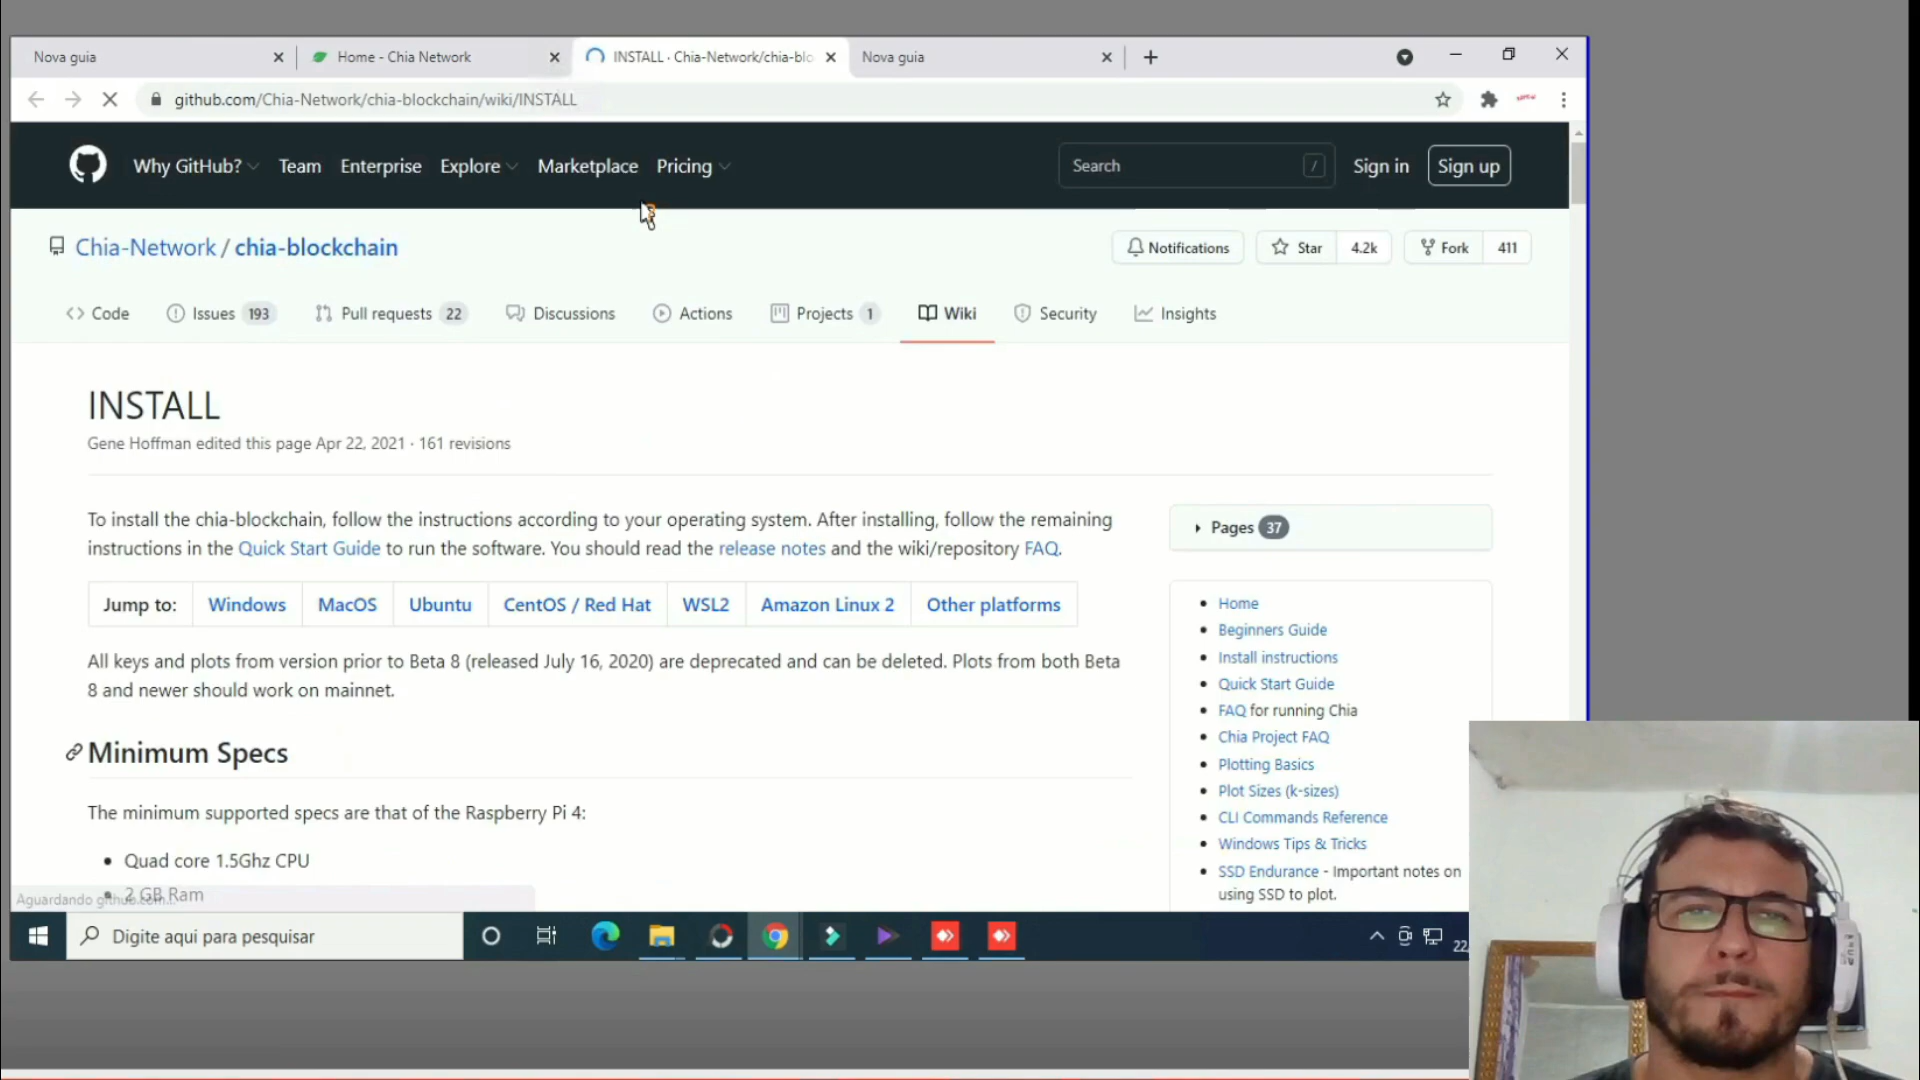 Nova guia
Home - Chia Network
INSTALL · Chia-Network/chia-blo
Nova guia
github.com/Chia-Network/chia-blockchain/wiki/INSTALL
Why GitHub? Team Enterprise Explore Marketplace Pricing
Search /
Sign in
Sign up
Chia-Network / chia-blockchain
Notifications
Star 4.2k
Fork 411
Code
Issues 193
Pull requests 22
Discussions
Actions
Projects 1
Wiki
Security
Insights
INSTALL
Gene Hoffman edited this page Apr 22, 2021 · 161 revisions
To install the chia-blockchain, follow the instructions according to your operating system. After installing, follow the remaining
instructions in the Quick Start Guide to run the software. You should read the release notes and the wiki/repository FAQ.
Jump to: Windows MacOS Ubuntu CentOS / Red Hat WSL2 Amazon Linux 2 Other platforms
All keys and plots from version prior to Beta 8 (released July 16, 2020) are deprecated and can be deleted. Plots from both Beta
8 and newer should work on mainnet.
Minimum Specs
The minimum supported specs are that of the Raspberry Pi 4:
• Quad core 1.5Ghz CPU
• 2 GB Ram
Pages 37
• Home
• Beginners Guide
• Install instructions
• Quick Start Guide
• FAQ for running Chia
• Chia Project FAQ
• Plotting Basics
• Plot Sizes (k-sizes)
• CLI Commands Reference
• Windows Tips & Tricks
• SSD Endurance - Important notes on
using SSD to plot.
Aguardando github.com...
Digite aqui para pesquisar
22